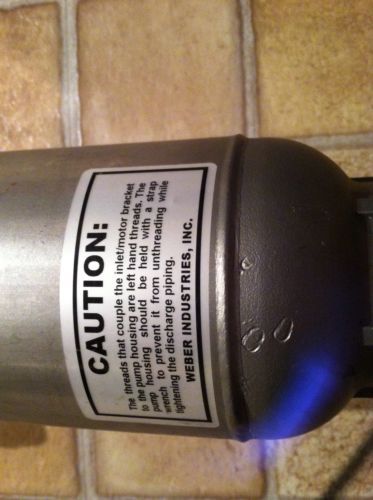 CAUTION:
The threads that couple the inlet/motor bracket
to the pump housing are left hand threads. The
pump housing should be held with a strap
wrench to prevent it from unthreading while
tightening the discharge piping.
WEBER INDUSTRIES, INC.